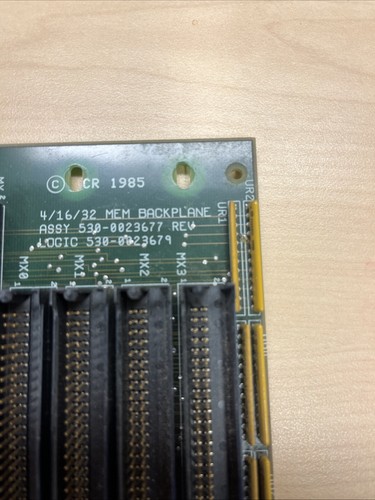 © NCR 1985
4/16/32 MEM BACKPLANE
ASSY 530-0023677 REV
LOGIC 530-0023679
UR1
UR2
MX0
MX1
MX2
MX3